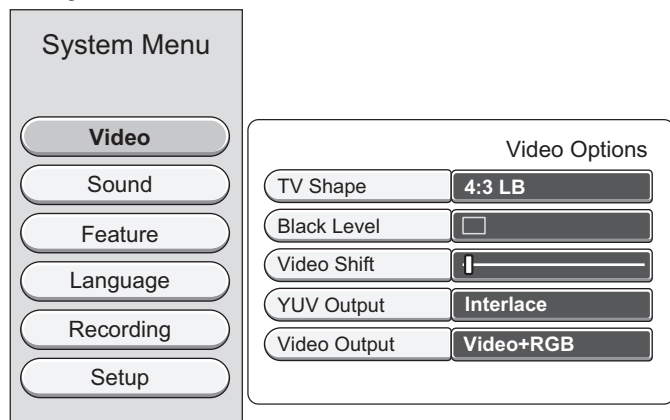 System Menu
Video
Sound
Feature
Language
Recording
Setup
Video Options
TV Shape 4:3 LB
Black Level
Video Shift
YUV Output Interlace
Video Output Video+RGB